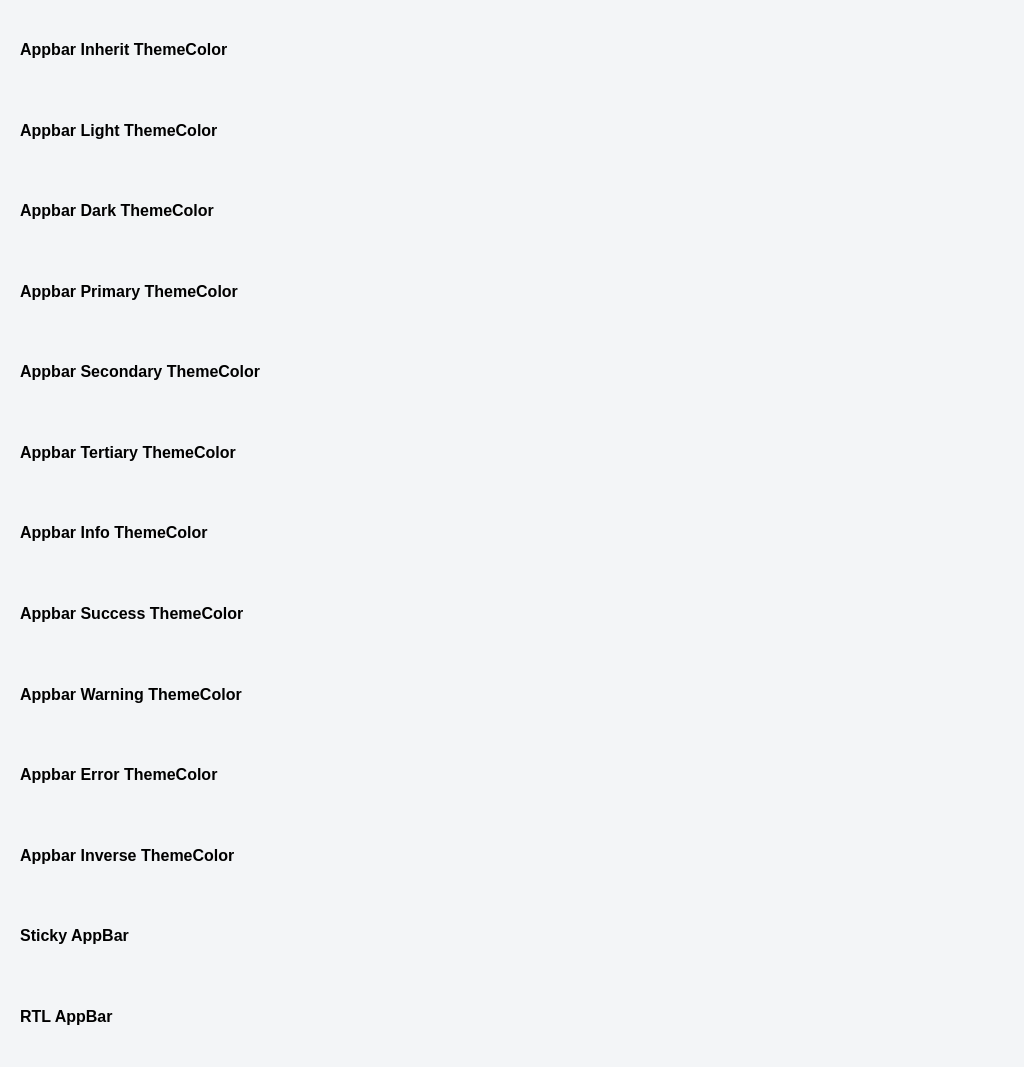 Appbar Inherit ThemeColor
Appbar Light ThemeColor
Appbar Dark ThemeColor
Appbar Primary ThemeColor
Appbar Secondary ThemeColor
Appbar Tertiary ThemeColor
Appbar Info ThemeColor
Appbar Success ThemeColor
Appbar Warning ThemeColor
Appbar Error ThemeColor
Appbar Inverse ThemeColor
Sticky AppBar
RTL AppBar